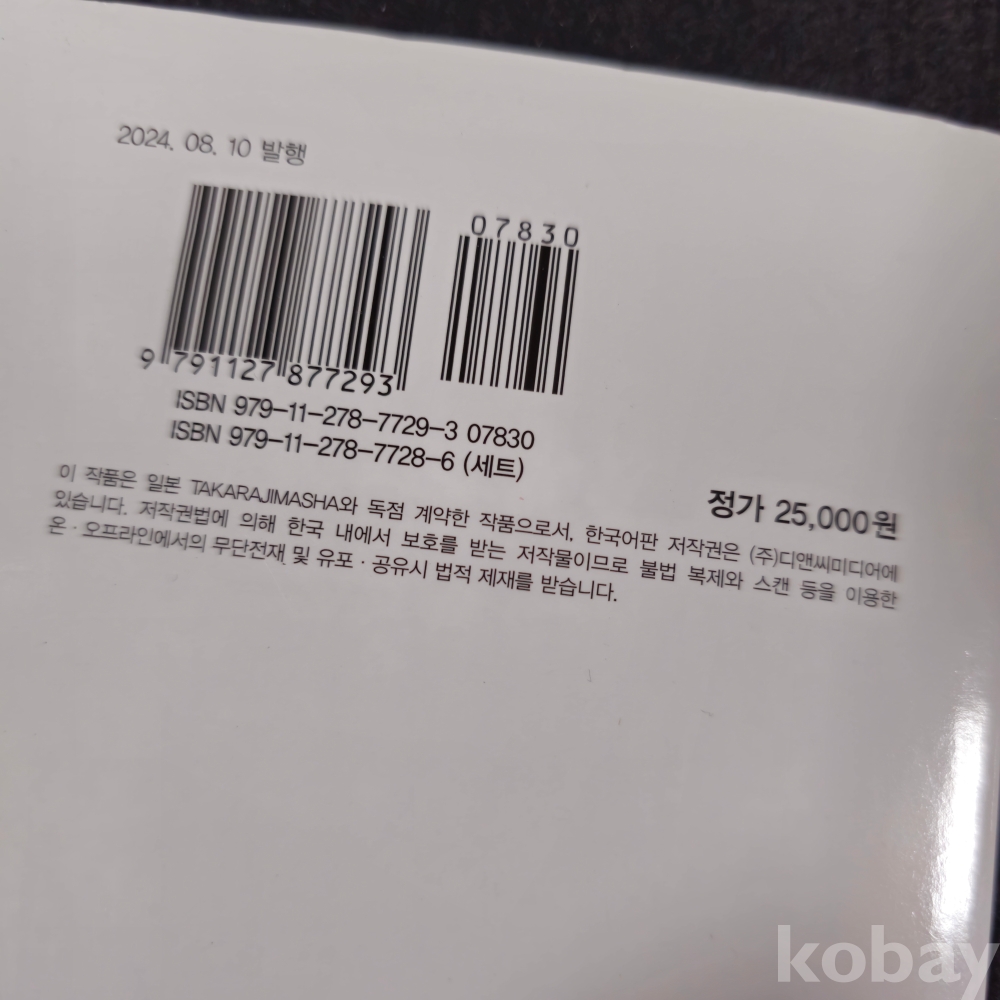 2024. 08. 10 발행
07830
9 791127 877293
ISBN 979-11-278-7729-3 07830
ISBN 979-11-278-7728-6 (세트)
정가 25,000원
이 작품은 일본 TAKARAJIMASHA와 독점 계약한 작품으로서, 한국어판 저작권은 (주)디앤씨미디어에
있습니다. 저작권법에 의해 한국 내에서 보호를 받는 저작물이므로 불법 복제와 스캔 등을 이용한
온·오프라인에서의 무단전재 및 유포·공유시 법적 제재를 받습니다.
kobay